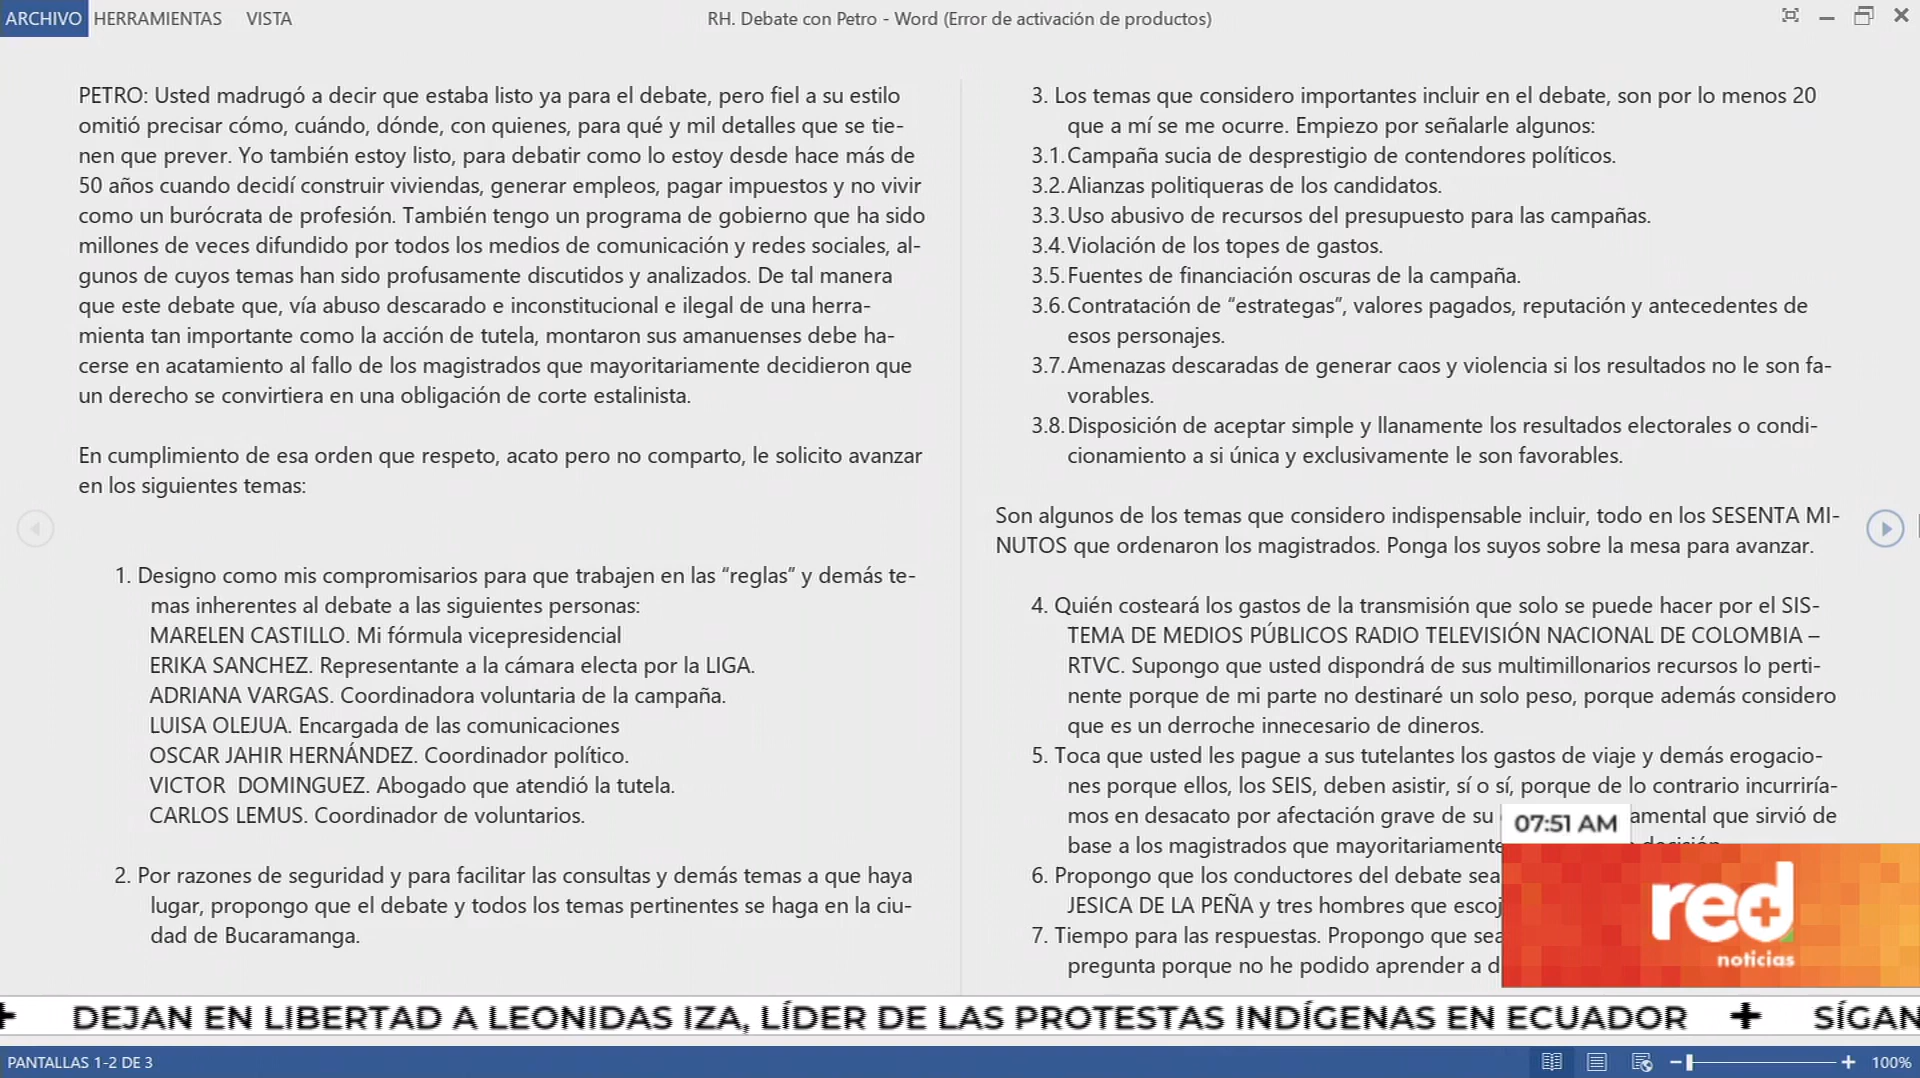 ARCHIVO HERRAMIENTAS VISTA
RH. Debate con Petro - Word (Error de activación de productos)
PETRO: Usted madrugó a decir que estaba listo ya para el debate, pero fiel a su estilo
omitió precisar cómo, cuándo, dónde, con quienes, para qué y mil detalles que se tie-
nen que prever. Yo también estoy listo, para debatir como lo estoy desde hace más de
50 años cuando decidí construir viviendas, generar empleos, pagar impuestos y no vivir
como un burócrata de profesión. También tengo un programa de gobierno que ha sido
millones de veces difundido por todos los medios de comunicación y redes sociales, al-
gunos de cuyos temas han sido profusamente discutidos y analizados. De tal manera
que este debate que, vía abuso descarado e inconstitucional e ilegal de una herra-
mienta tan importante como la acción de tutela, montaron sus amanuenses debe ha-
cerse en acatamiento al fallo de los magistrados que mayoritariamente decidieron que
un derecho se convirtiera en una obligación de corte estalinista.
En cumplimiento de esa orden que respeto, acato pero no comparto, le solicito avanzar
en los siguientes temas:
1. Designo como mis compromisarios para que trabajen en las “reglas” y demás te-
mas inherentes al debate a las siguientes personas:
MARELEN CASTILLO. Mi fórmula vicepresidencial
ERIKA SANCHEZ. Representante a la cámara electa por la LIGA.
ADRIANA VARGAS. Coordinadora voluntaria de la campaña.
LUISA OLEJUA. Encargada de las comunicaciones
OSCAR JAHIR HERNÁNDEZ. Coordinador político.
VICTOR  DOMINGUEZ. Abogado que atendió la tutela.
CARLOS LEMUS. Coordinador de voluntarios.
2. Por razones de seguridad y para facilitar las consultas y demás temas a que haya
lugar, propongo que el debate y todos los temas pertinentes se haga en la ciu-
dad de Bucaramanga.
3. Los temas que considero importantes incluir en el debate, son por lo menos 20
que a mí se me ocurre. Empiezo por señalarle algunos:
3.1. Campaña sucia de desprestigio de contendores políticos.
3.2. Alianzas politiqueras de los candidatos.
3.3. Uso abusivo de recursos del presupuesto para las campañas.
3.4. Violación de los topes de gastos.
3.5. Fuentes de financiación oscuras de la campaña.
3.6. Contratación de “estrategas”, valores pagados, reputación y antecedentes de
esos personajes.
3.7. Amenazas descaradas de generar caos y violencia si los resultados no le son fa-
vorables.
3.8. Disposición de aceptar simple y llanamente los resultados electorales o condi-
cionamiento a si única y exclusivamente le son favorables.
Son algunos de los temas que considero indispensable incluir, todo en los SESENTA MI-
NUTOS que ordenaron los magistrados. Ponga los suyos sobre la mesa para avanzar.
4. Quién costeará los gastos de la transmisión que solo se puede hacer por el SIS-
TEMA DE MEDIOS PÚBLICOS RADIO TELEVISIÓN NACIONAL DE COLOMBIA –
RTVC. Supongo que usted dispondrá de sus multimillonarios recursos lo perti-
nente porque de mi parte no destinaré un solo peso, porque además considero
que es un derroche innecesario de dineros.
5. Toca que usted les pague a sus tutelantes los gastos de viaje y demás erogacio-
nes porque ellos, los SEIS, deben asistir, sí o sí, porque de lo contrario incurriría-
mos en desacato por afectación grave de su amental que sirvió de
base a los magistrados que mayoritariamente
6. Propongo que los conductores del debate sea
JESICA DE LA PEÑA y tres hombres que escoj
7. Tiempo para las respuestas. Propongo que sea
pregunta porque no he podido aprender a d
07:51 AM
red
noticias
DEJAN EN LIBERTAD A LEONIDAS IZA, LÍDER DE LAS PROTESTAS INDÍGENAS EN ECUADOR + SÍGAN
PANTALLAS 1-2 DE 3
100%